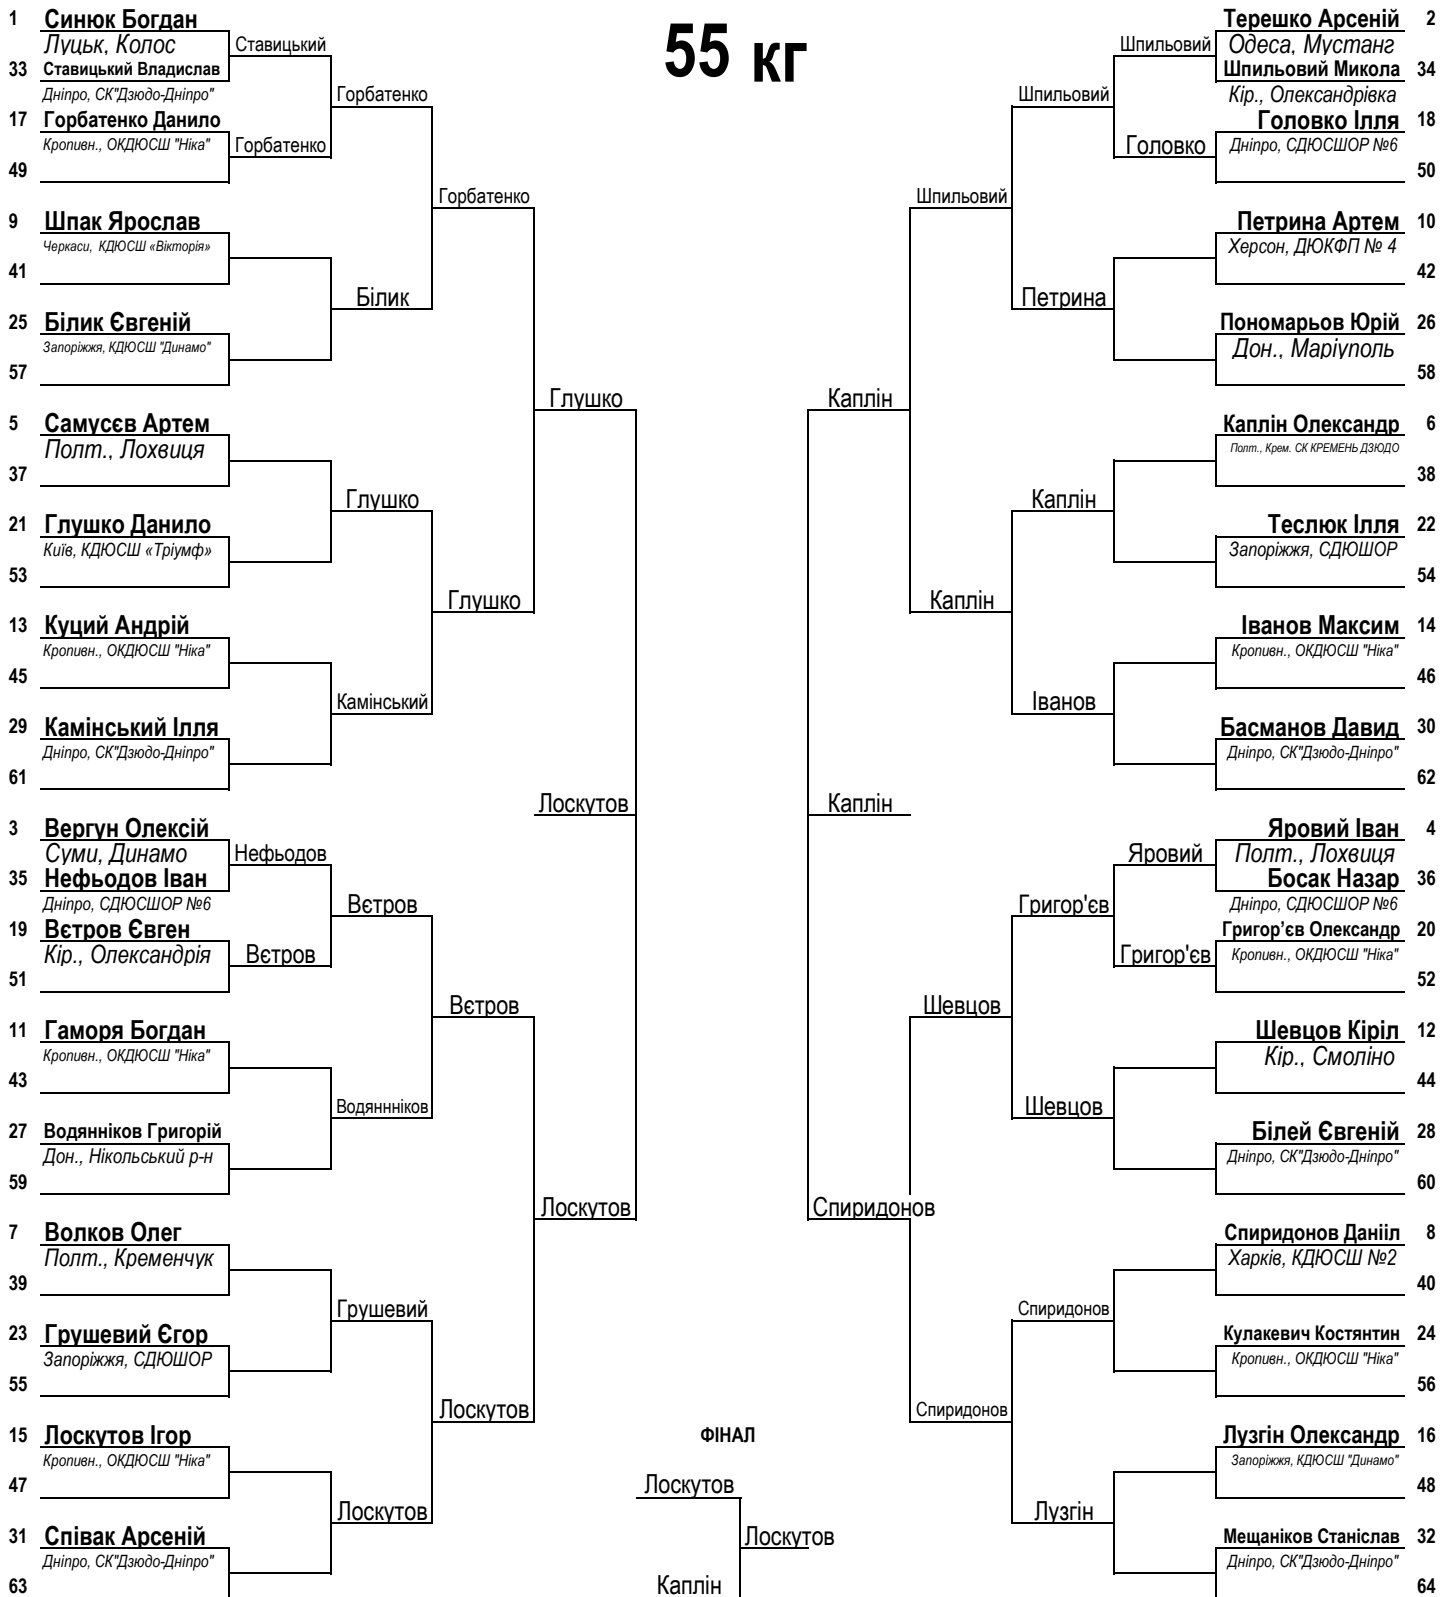 55 кг
1 Синюк Богдан
Луцьк, Колос
Ставицький
33 Ставицький Владислав
Дніпро, СК"Дзюдо-Дніпро"
Горбатенко
17 Горбатенко Данило
Кропивн., ОКДЮСШ "Ніка"
Горбатенко
49
Горбатенко
9 Шпак Ярослав
Черкаси, КДЮСШ «Вікторія»
41
Білик
25 Білик Євгеній
Запоріжжя, КДЮСШ "Динамо"
57
Глушко
5 Самусєв Артем
Полт., Лохвиця
37
Глушко
21 Глушко Данило
Київ, КДЮСШ «Тріумф»
53
Глушко
13 Куций Андрій
Кропивн., ОКДЮСШ "Ніка"
45
Камінський
29 Камінський Ілля
Дніпро, СК"Дзюдо-Дніпро"
61
Лоскутов
3 Вергун Олексій
Суми, Динамо
Нефьодов
35 Нефьодов Іван
Дніпро, СДЮСШОР №6
Вєтров
19 Вєтров Євген
Кір., Олександрія
Вєтров
51
Вєтров
11 Гаморя Богдан
Кропивн., ОКДЮСШ "Ніка"
43
Водяннніков
27 Водянніков Григорій
Дон., Нікольський р-н
59
Лоскутов
7 Волков Олег
Полт., Кременчук
39
Грушевий
23 Грушевий Єгор
Запоріжжя, СДЮШОР
55
Лоскутов
15 Лоскутов Ігор
Кропивн., ОКДЮСШ "Ніка"
47
Лоскутов
31 Співак Арсеній
Дніпро, СК"Дзюдо-Дніпро"
63
Терешко Арсеній 2
Одеса, Мустанг
Шпильовий
Шпильовий Микола 34
Кір., Олександрівка
Шпильовий
Головко Ілля 18
Дніпро, СДЮСШОР №6
Головко
50
Шпильовий
Петрина Артем 10
Херсон, ДЮКФП № 4
42
Петрина
Пономарьов Юрій 26
Дон., Маріуполь
58
Каплін
Каплін Олександр 6
Полт., Крем. СК КРЕМЕНЬ ДЗЮДО
38
Каплін
Теслюк Ілля 22
Запоріжжя, СДЮШОР
54
Каплін
Іванов Максим 14
Кропивн., ОКДЮСШ "Ніка"
46
Іванов
Басманов Давид 30
Дніпро, СК"Дзюдо-Дніпро"
62
Каплін
Яровий Іван 4
Полт., Лохвиця
Яровий
Босак Назар 36
Дніпро, СДЮСШОР №6
Григор'єв
Григор’єв Олександр 20
Кропивн., ОКДЮСШ "Ніка"
Григор'єв
52
Шевцов
Шевцов Кіріл 12
Кір., Смоліно
44
Шевцов
Білей Євгеній 28
Дніпро, СК"Дзюдо-Дніпро"
60
Спиридонов
Спиридонов Данііл 8
Харків, КДЮСШ №2
40
Спиридонов
Кулакевич Костянтин 24
Кропивн., ОКДЮСШ "Ніка"
56
Спиридонов
Лузгін Олександр 16
Запоріжжя, КДЮСШ "Динамо"
48
Лузгін
Мещаніков Станіслав 32
Дніпро, СК"Дзюдо-Дніпро"
64
ФІНАЛ
Лоскутов
Лоскутов
Каплін